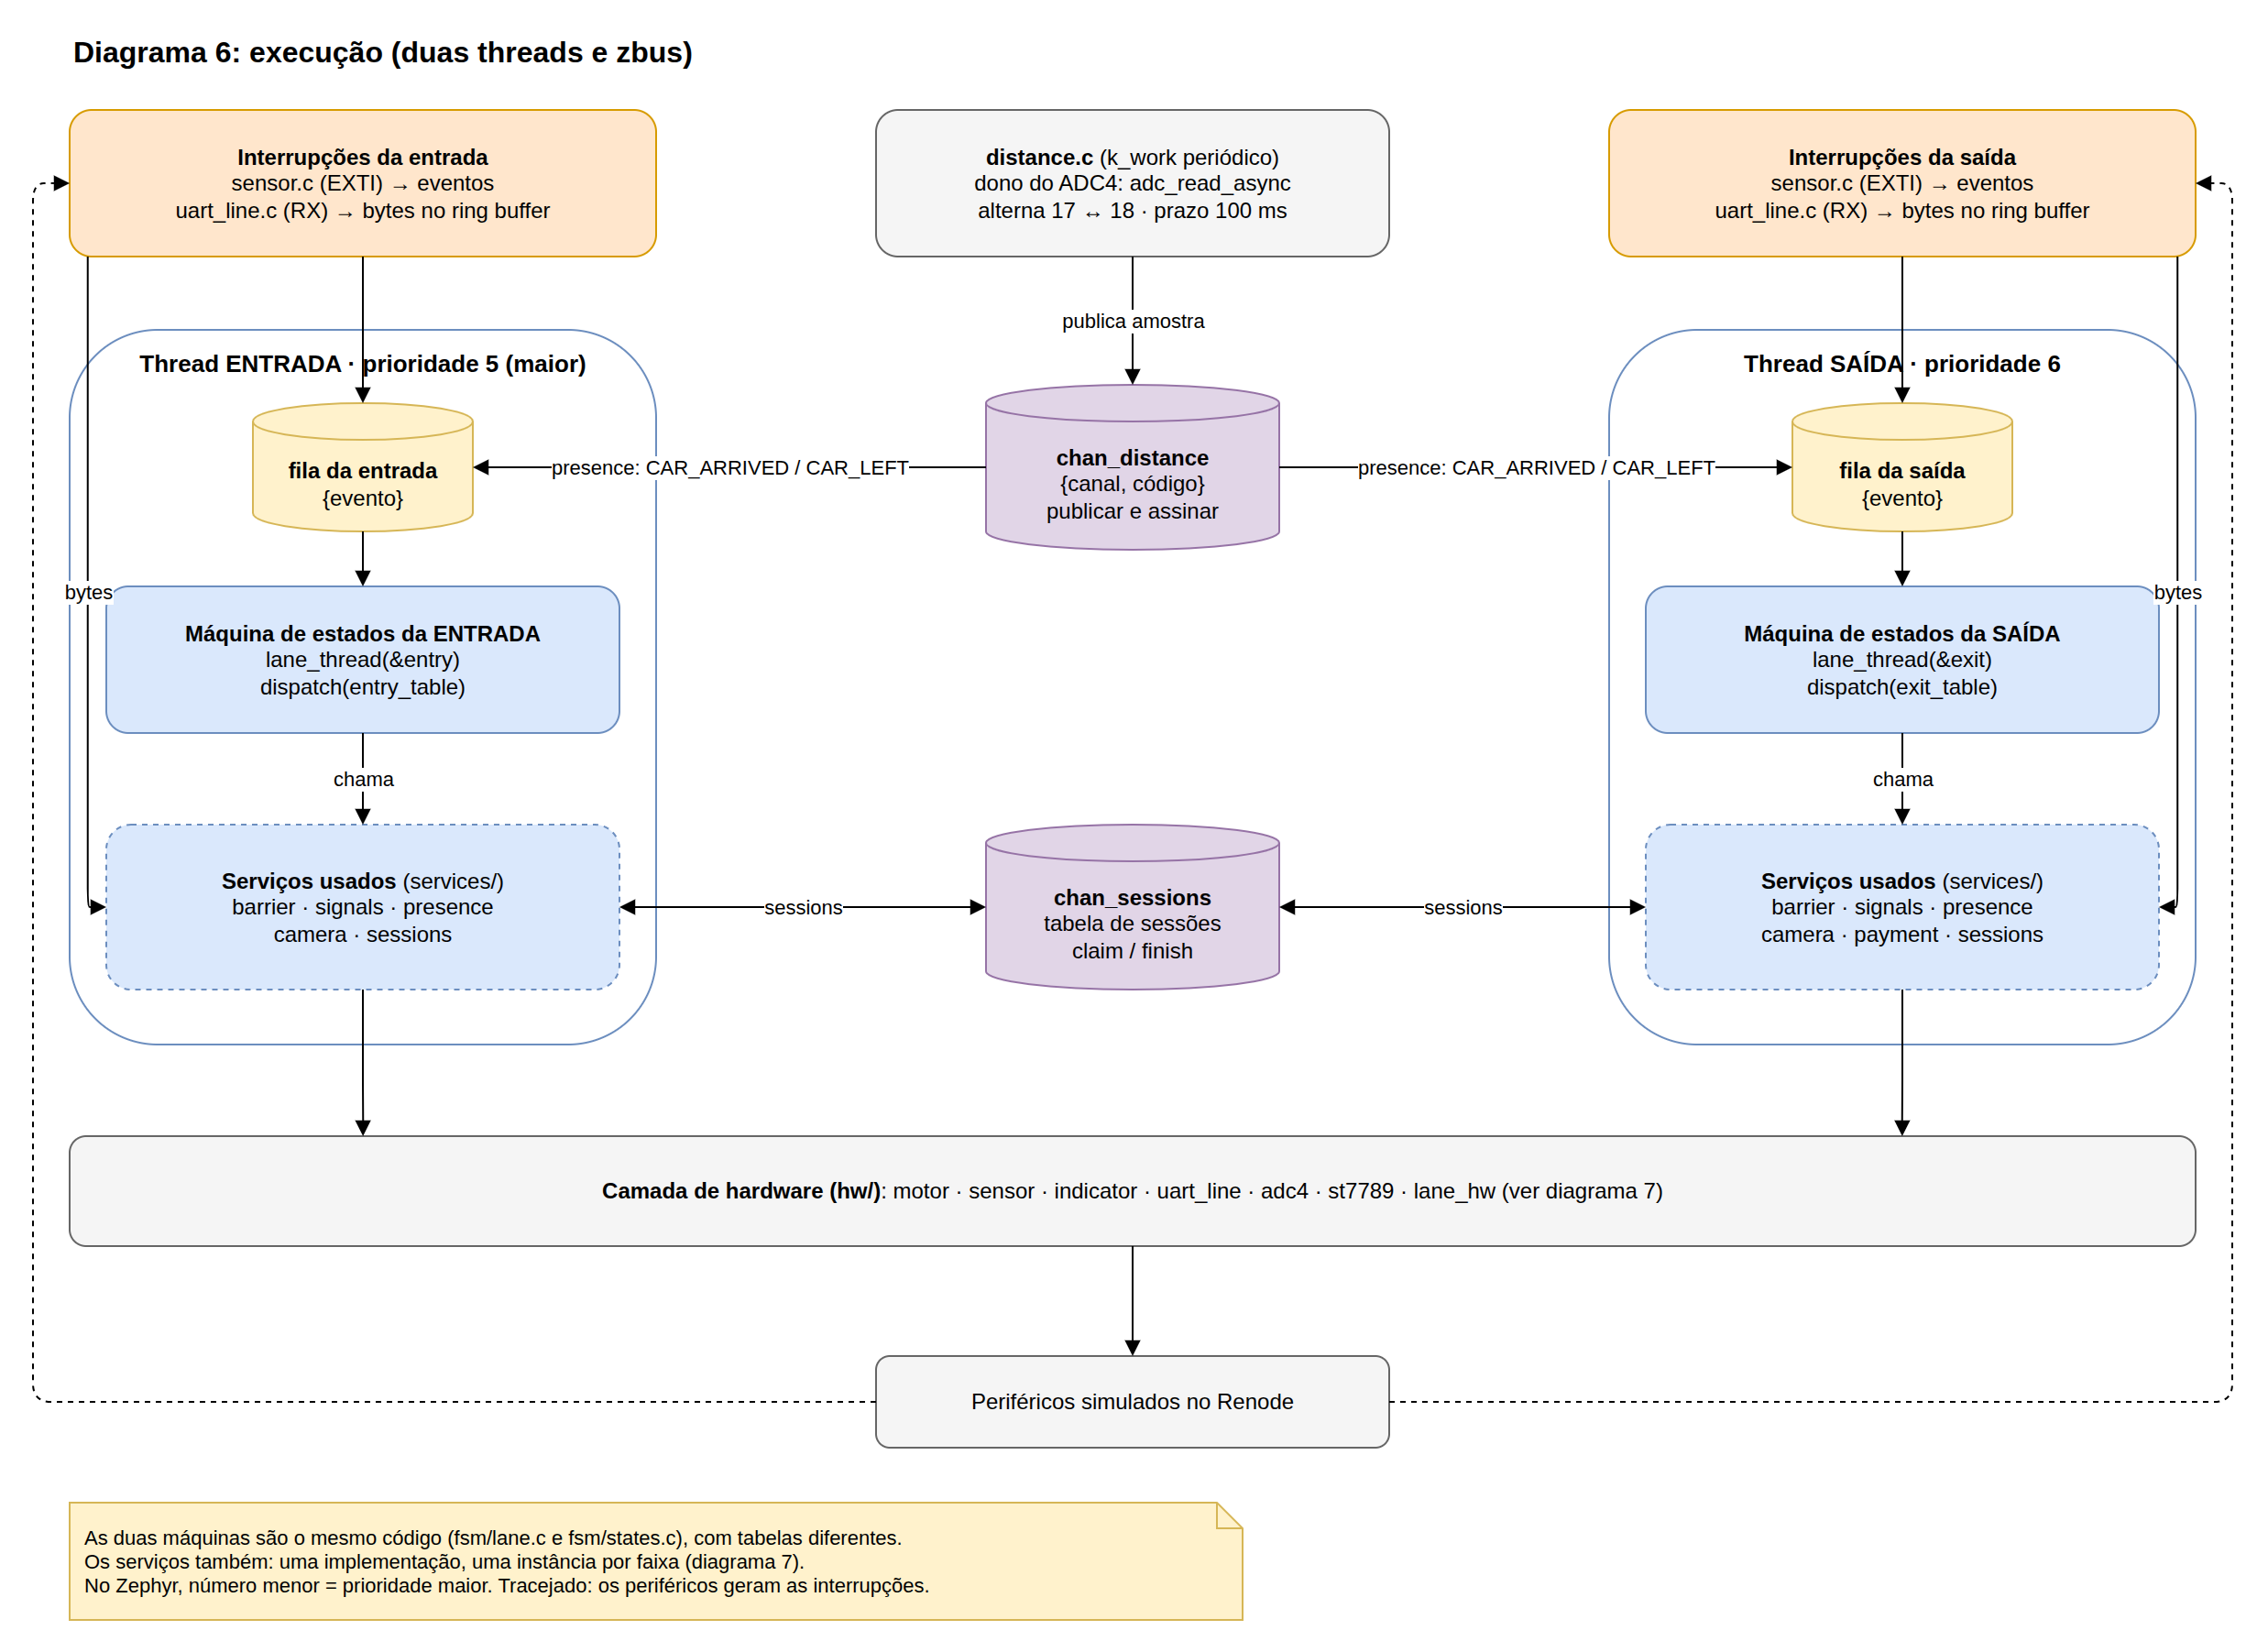 Diagrama 6: execução (duas threads e zbus)
Interrupções da entrada
sensor.c (EXTI) → eventos
uart_line.c (RX) → bytes no ring buffer
distance.c (k_work periódico)
dono do ADC4: adc_read_async
alterna 17 ↔ 18 · prazo 100 ms
Interrupções da saída
sensor.c (EXTI) → eventos
uart_line.c (RX) → bytes no ring buffer
publica amostra
Thread ENTRADA · prioridade 5 (maior)
Thread SAÍDA · prioridade 6
fila da entrada
{evento}
presence: CAR_ARRIVED / CAR_LEFT
chan_distance
{canal, código}
publicar e assinar
presence: CAR_ARRIVED / CAR_LEFT
fila da saída
{evento}
bytes
bytes
Máquina de estados da ENTRADA
lane_thread(&entry)
dispatch(entry_table)
Máquina de estados da SAÍDA
lane_thread(&exit)
dispatch(exit_table)
chama
chama
Serviços usados (services/)
barrier · signals · presence
camera · sessions
sessions
chan_sessions
tabela de sessões
claim / finish
sessions
Serviços usados (services/)
barrier · signals · presence
camera · payment · sessions
Camada de hardware (hw/): motor · sensor · indicator · uart_line · adc4 · st7789 · lane_hw (ver diagrama 7)
Periféricos simulados no Renode
As duas máquinas são o mesmo código (fsm/lane.c e fsm/states.c), com tabelas diferentes.
Os serviços também: uma implementação, uma instância por faixa (diagrama 7).
No Zephyr, número menor = prioridade maior. Tracejado: os periféricos geram as interrupções.